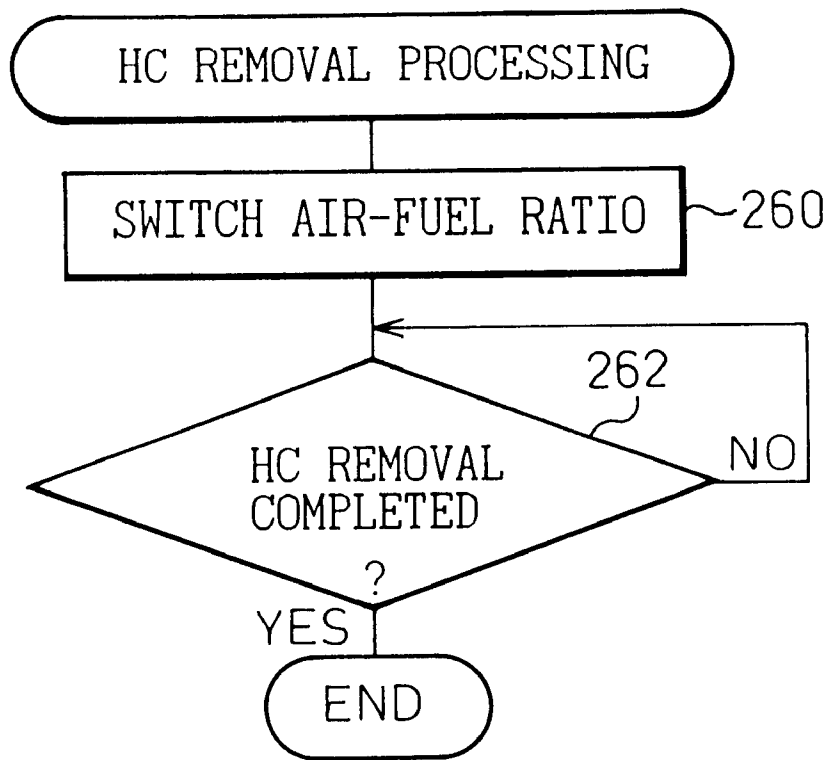 HC REMOVAL PROCESSING
SWITCH AIR-FUEL RATIO
260
262
HC REMOVAL
COMPLETED
?
NO
YES
END